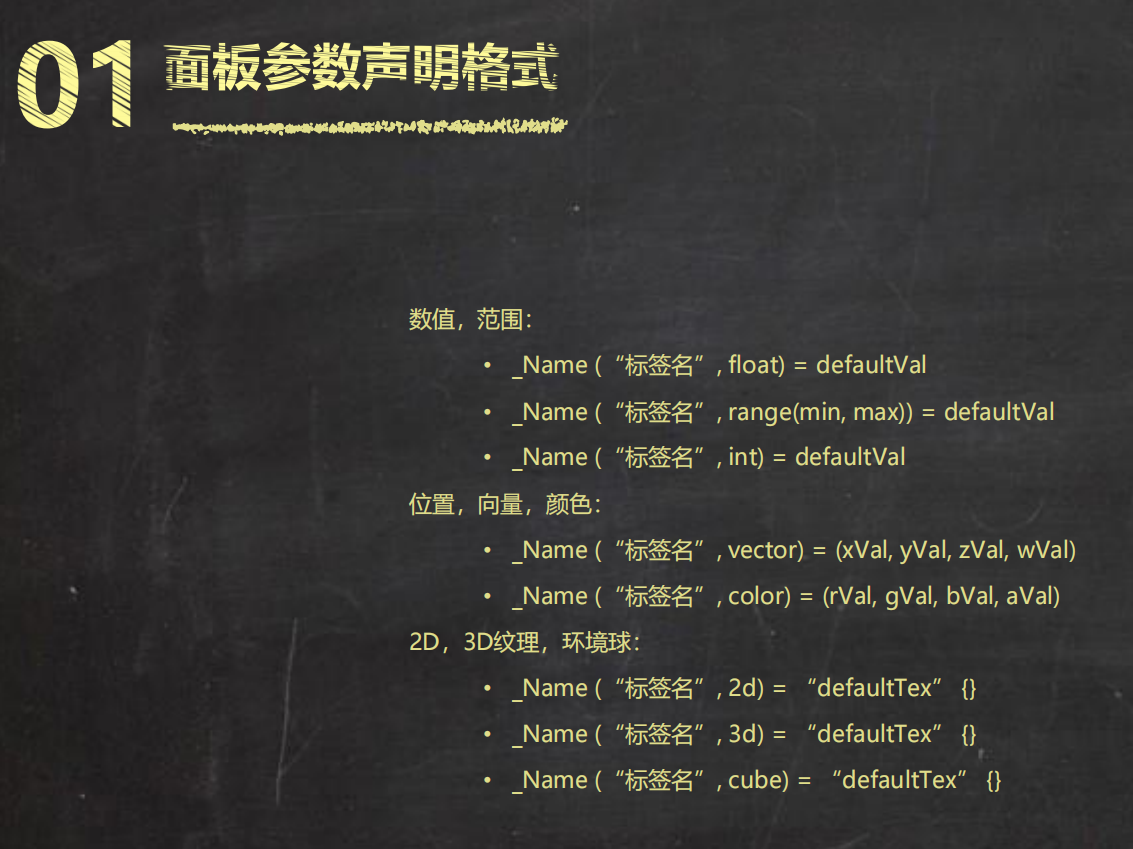 01 面板参数声明格式
数值，范围：
• _Name (“标签名”, float) = defaultVal
• _Name (“标签名”, range(min, max)) = defaultVal
• _Name (“标签名”, int) = defaultVal
位置，向量，颜色：
• _Name (“标签名”, vector) = (xVal, yVal, zVal, wVal)
• _Name (“标签名”, color) = (rVal, gVal, bVal, aVal)
2D，3D纹理，环境球：
• _Name (“标签名”, 2d) = “defaultTex” {}
• _Name (“标签名”, 3d) = “defaultTex” {}
• _Name (“标签名”, cube) = “defaultTex” {}